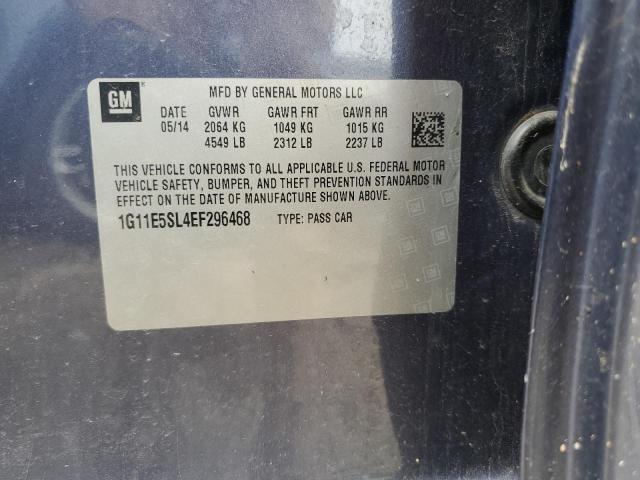 GM
MFD BY GENERAL MOTORS LLC
DATE GVWR GAWR FRT GAWR RR
05/14 2064 KG 1049 KG 1015 KG
4549 LB 2312 LB 2237 LB
THIS VEHICLE CONFORMS TO ALL APPLICABLE U.S. FEDERAL MOTOR
VEHICLE SAFETY, BUMPER, AND THEFT PREVENTION STANDARDS IN
EFFECT ON THE DATE OF MANUFACTURE SHOWN ABOVE.
1G11E5SL4EF296468 TYPE: PASS CAR